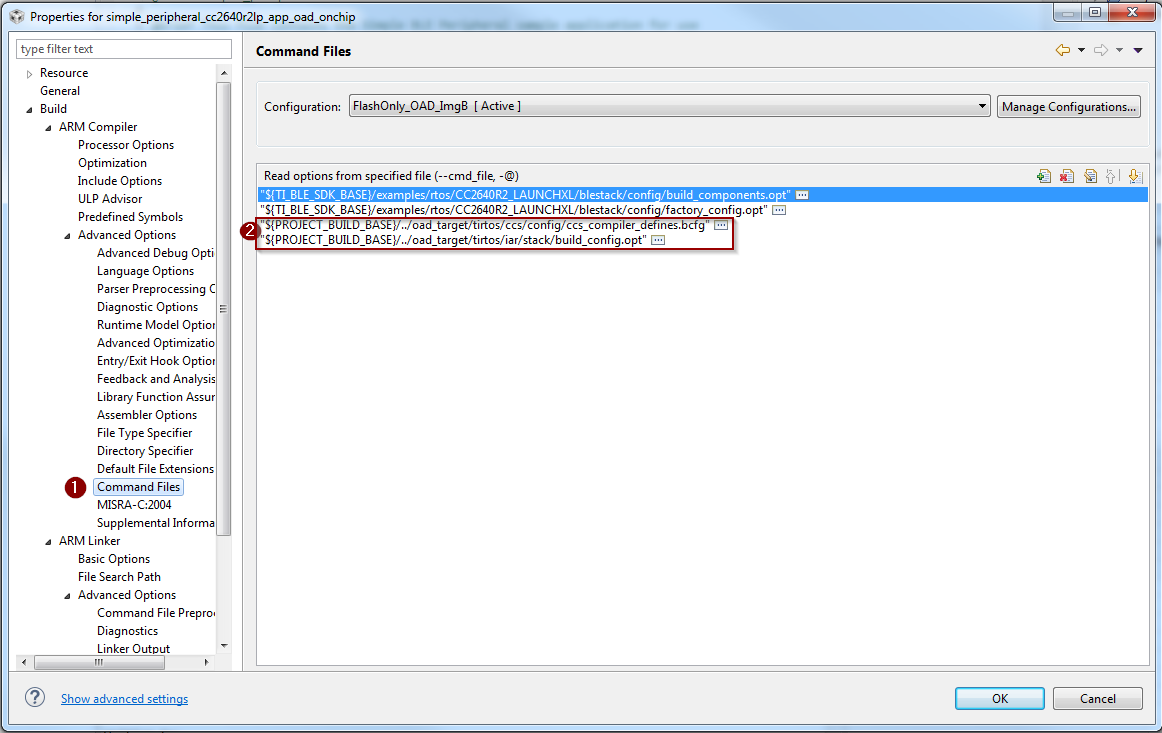 Properties for simple_peripheral_cc2640r2lp_app_oad_onchip
type filter text
Resource
General
Build
ARM Compiler
Processor Options
Optimization
Include Options
ULP Advisor
Predefined Symbols
Advanced Options
Advanced Debug Opti
Language Options
Parser Preprocessing C
Diagnostic Options
Runtime Model Option
Advanced Optimizatio
Entry/Exit Hook Option
Feedback and Analysis
Library Function Assur
Assembler Options
File Type Specifier
Directory Specifier
Default File Extensions
1 Command Files
MISRA-C:2004
Supplemental Informa
ARM Linker
Basic Options
File Search Path
Advanced Options
Command File Prepro
Diagnostics
Linker Output
Command Files
Configuration: FlashOnly_OAD_ImgB [ Active ] Manage Configurations...
Read options from specified file (--cmd_file, -@)
"${TI_BLE_SDK_BASE}/examples/rtos/CC2640R2_LAUNCHXL/blestack/config/build_components.opt"
"${TI_BLE_SDK_BASE}/examples/rtos/CC2640R2_LAUNCHXL/blestack/config/factory_config.opt"
2 "${PROJECT_BUILD_BASE}/../oad_target/tirtos/ccs/config/ccs_compiler_defines.bcfg"
"${PROJECT_BUILD_BASE}/../oad_target/tirtos/iar/stack/build_config.opt"
? Show advanced settings
OK Cancel